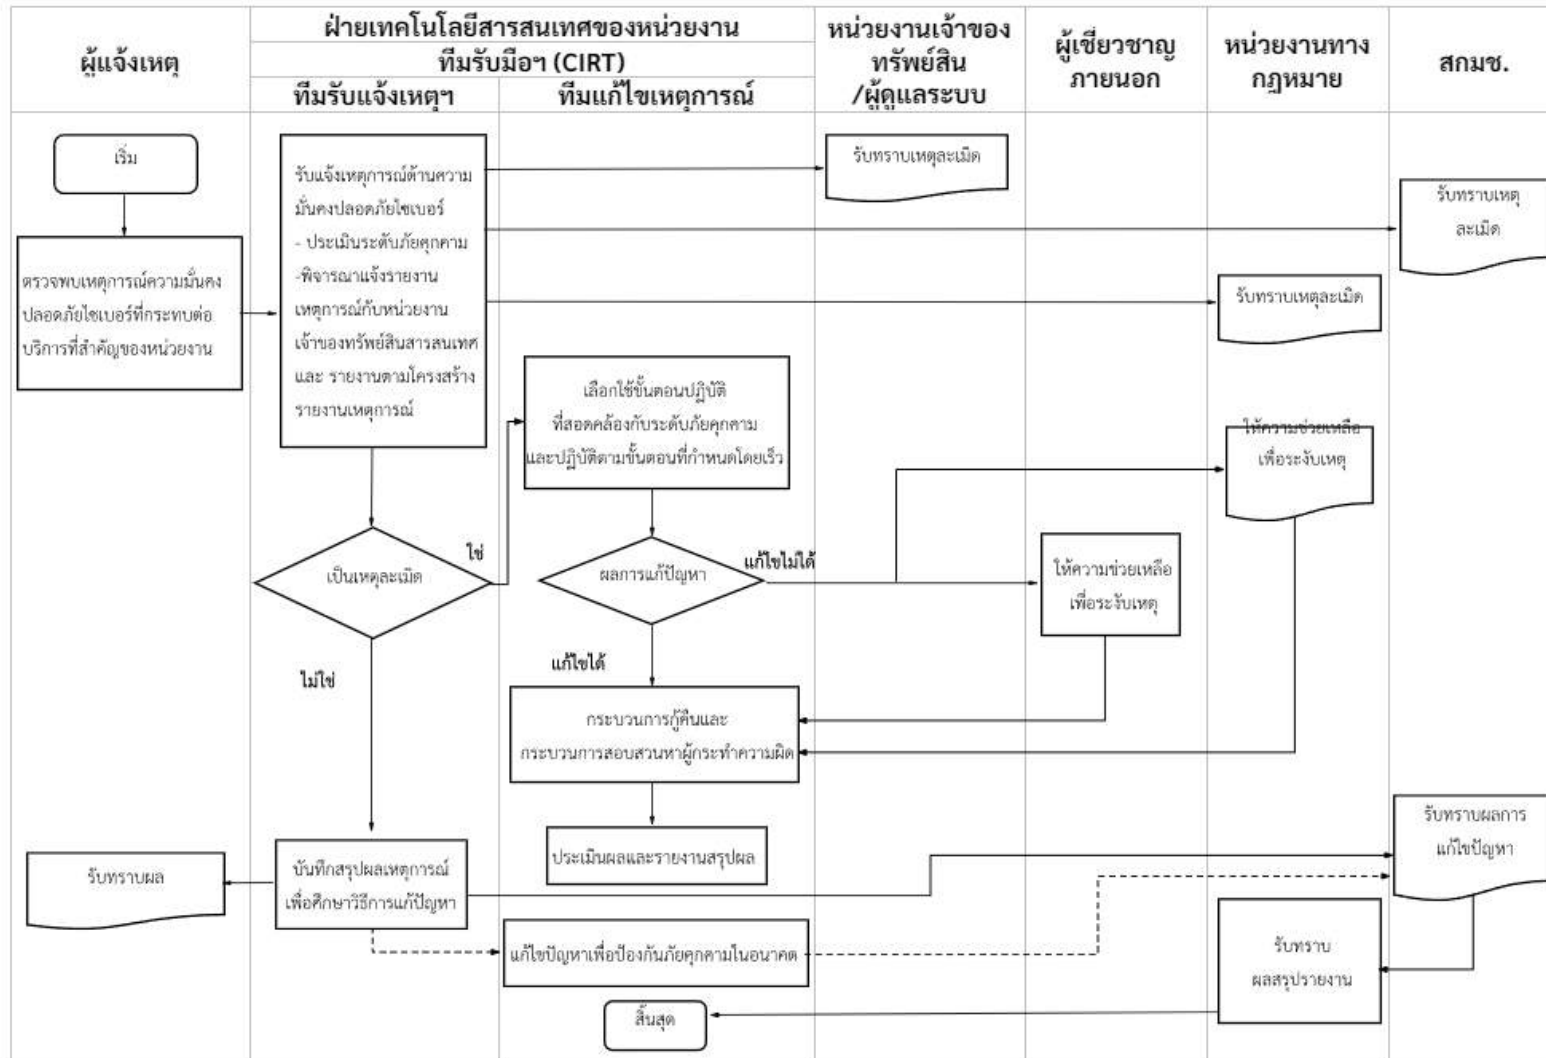 ผู้แจ้งเหตุ
ฝ่ายเทคโนโลยีสารสนเทศของหน่วยงาน
ทีมรับมือฯ (CIRT)
ทีมรับแจ้งเหตุฯ
ทีมแก้ไขเหตุการณ์
หน่วยงานเจ้าของ
ทรัพย์สิน
/ผู้ดูแลระบบ
ผู้เชี่ยวชาญ
ภายนอก
หน่วยงานทาง
กฎหมาย
สกมช.
เริ่ม
ตรวจพบเหตุการณ์ความมั่นคง
ปลอดภัยไซเบอร์ที่กระทบต่อ
บริการที่สำคัญของหน่วยงาน
รับแจ้งเหตุการณ์ด้านความ
มั่นคงปลอดภัยไซเบอร์
- ประเมินระดับภัยคุกคาม
-พิจารณาแจ้งรายงาน
เหตุการณ์กับหน่วยงาน
เจ้าของทรัพย์สินสารสนเทศ
และ รายงานตามโครงสร้าง
รายงานเหตุการณ์
รับทราบเหตุละเมิด
รับทราบเหตุ
ละเมิด
รับทราบเหตุละเมิด
เลือกใช้ขั้นตอนปฏิบัติ
ที่สอดคล้องกับระดับภัยคุกคาม
และปฏิบัติตามขั้นตอนที่กำหนดโดยเร็ว
ให้ความช่วยเหลือ
เพื่อระงับเหตุ
เป็นเหตุละเมิด
ใช่
ไม่ใช่
ผลการแก้ปัญหา
แก้ไขไม่ได้
แก้ไขได้
ให้ความช่วยเหลือ
เพื่อระงับเหตุ
กระบวนการกู้คืนและ
กระบวนการสอบสวนหาผู้กระทำความผิด
ประเมินผลและรายงานสรุปผล
รับทราบผลการ
แก้ไขปัญหา
รับทราบผล
บันทึกสรุปผลเหตุการณ์
เพื่อศึกษาวิธีการแก้ปัญหา
แก้ไขปัญหาเพื่อป้องกันภัยคุกคามในอนาคต
รับทราบ
ผลสรุปรายงาน
สิ้นสุด